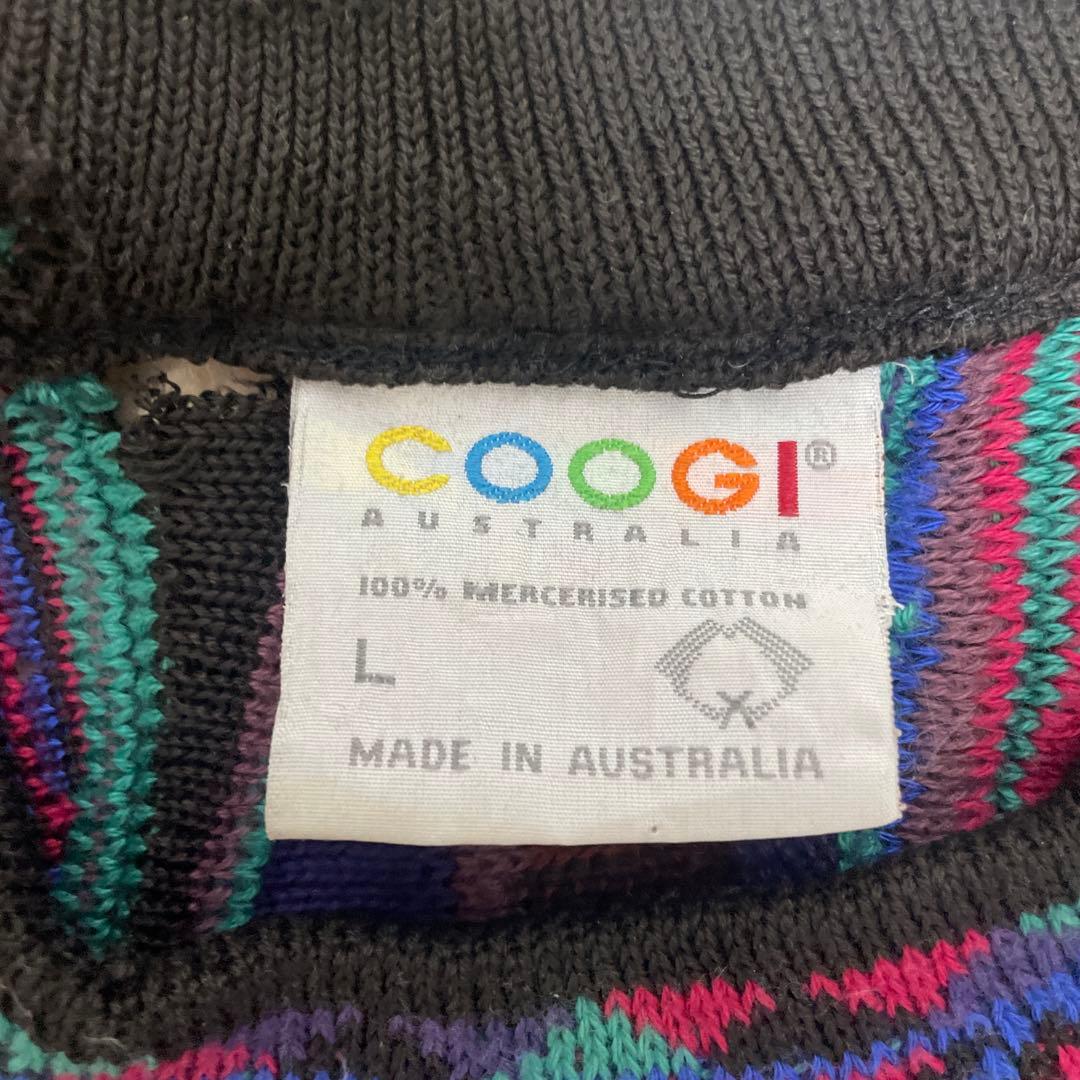 COOGI®
AUSTRALIA
100% MERCERISED COTTON
L
MADE IN AUSTRALIA